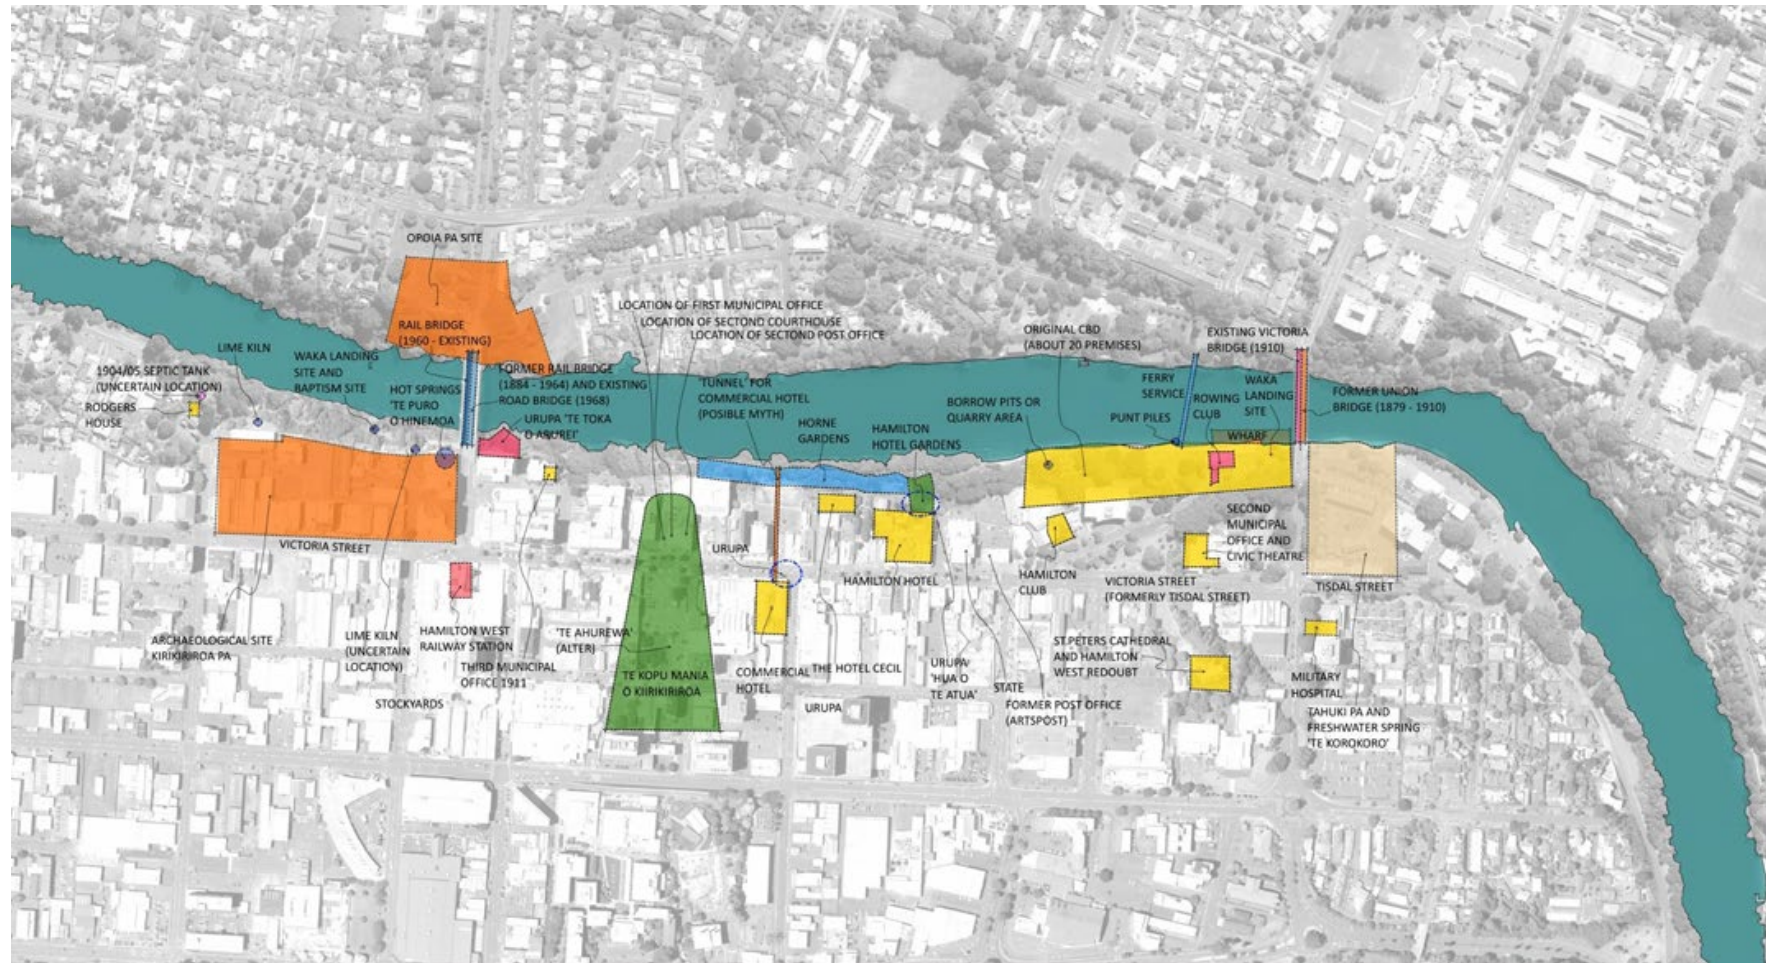 OPOIA PA SITE
LOCATION OF FIRST MUNICIPAL OFFICE
LOCATION OF SECTOND COURTHOUSE
LOCATION OF SECTOND POST OFFICE
RAIL BRIDGE
(1960 - EXISTING)
ORIGINAL CBD
(ABOUT 20 PREMISES)
EXISTING VICTORIA
BRIDGE (1910)
LIME KILN
WAKA LANDING
SITE AND
BAPTISM SITE
1904/05 SEPTIC TANK
(UNCERTAIN LOCATION)
RODGERS
HOUSE
HOT SPRINGS
'TE PURO
O HINEMOA
FORMER RAIL BRIDGE
(1884 - 1964) AND EXISTING
ROAD BRIDGE (1968)
URUPA 'TE TOKA
O ARUREI'
'TUNNEL' FOR
COMMERCIAL HOTEL
(POSIBLE MYTH)
HORNE
GARDENS
HAMILTON
HOTEL GARDENS
BORROW PITS OR
QUARRY AREA
FERRY
SERVICE
PUNT PILES
ROWING
CLUB
WAKA
LANDING
SITE
WHARF
FORMER UNION
BRIDGE (1879 - 1910)
VICTORIA STREET
URUPA
HAMILTON HOTEL
HAMILTON
CLUB
SECOND
MUNICIPAL
OFFICE AND
CIVIC THEATRE
VICTORIA STREET
(FORMERLY TISDAL STREET)
TISDAL STREET
ARCHAEOLOGICAL SITE
KIRIKIRIROA PA
LIME KILN
(UNCERTAIN
LOCATION)
HAMILTON WEST
RAILWAY STATION
THIRD MUNICIPAL
OFFICE 1911
STOCKYARDS
'TE AHUREWA'
(ALTER)
TE KOPU MANIA
O KIIRIKIRIROA
COMMERCIAL
HOTEL
THE HOTEL CECIL
URUPA
URUPA
'HUA O
TE ATUA'
STATE
FORMER POST OFFICE
(ARTSPOST)
ST.PETERS CATHEDRAL
AND HAMILTON
WEST REDOUBT
MILITARY
HOSPITAL
TAHUKI PA AND
FRESHWATER SPRING
'TE KOROKORO'